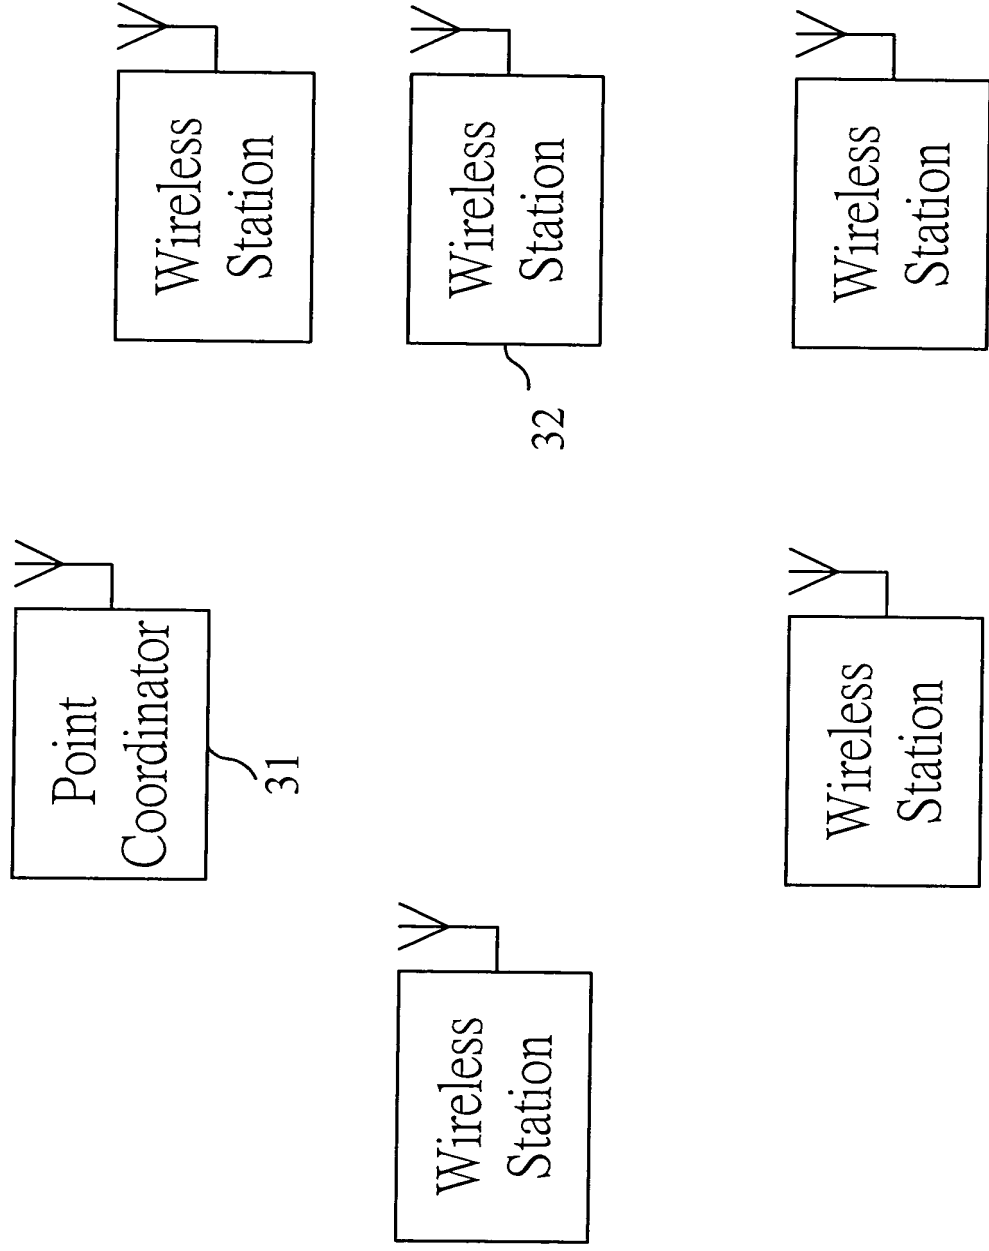 Point
Coordinator
31
Wireless
Station
Wireless
Station
32
Wireless
Station
Wireless
Station
Wireless
Station